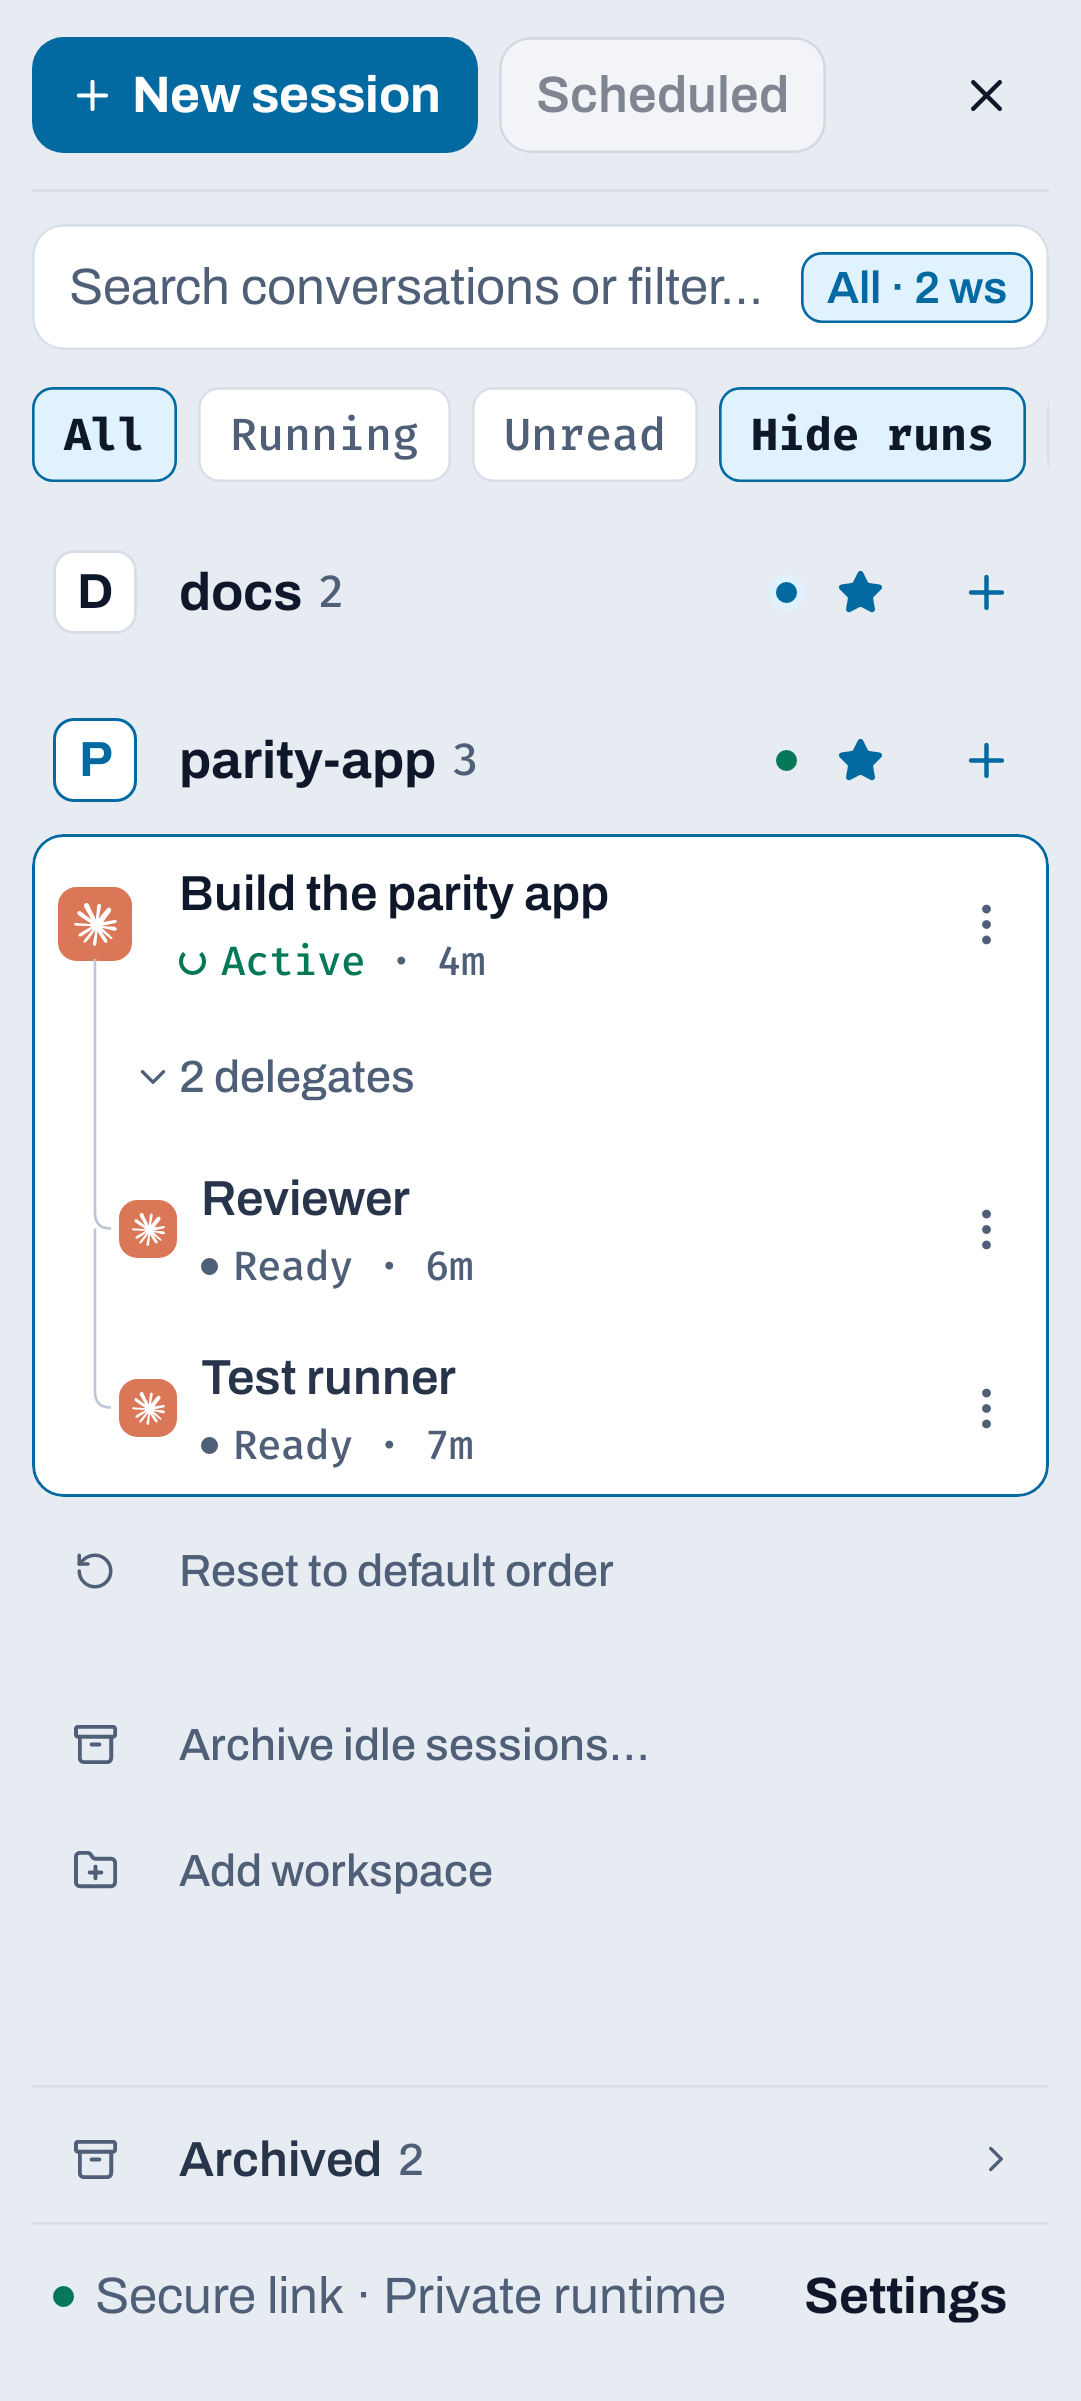 New session
Scheduled
Search conversations or filter...
All · 2 ws
All
Running
Unread
Hide runs
D
docs 2
P
parity-app 3
Build the parity app
Active · 4m
2 delegates
Reviewer
Ready · 6m
Test runner
Ready · 7m
Reset to default order
Archive idle sessions...
Add workspace
Archived 2
Secure link · Private runtime
Settings